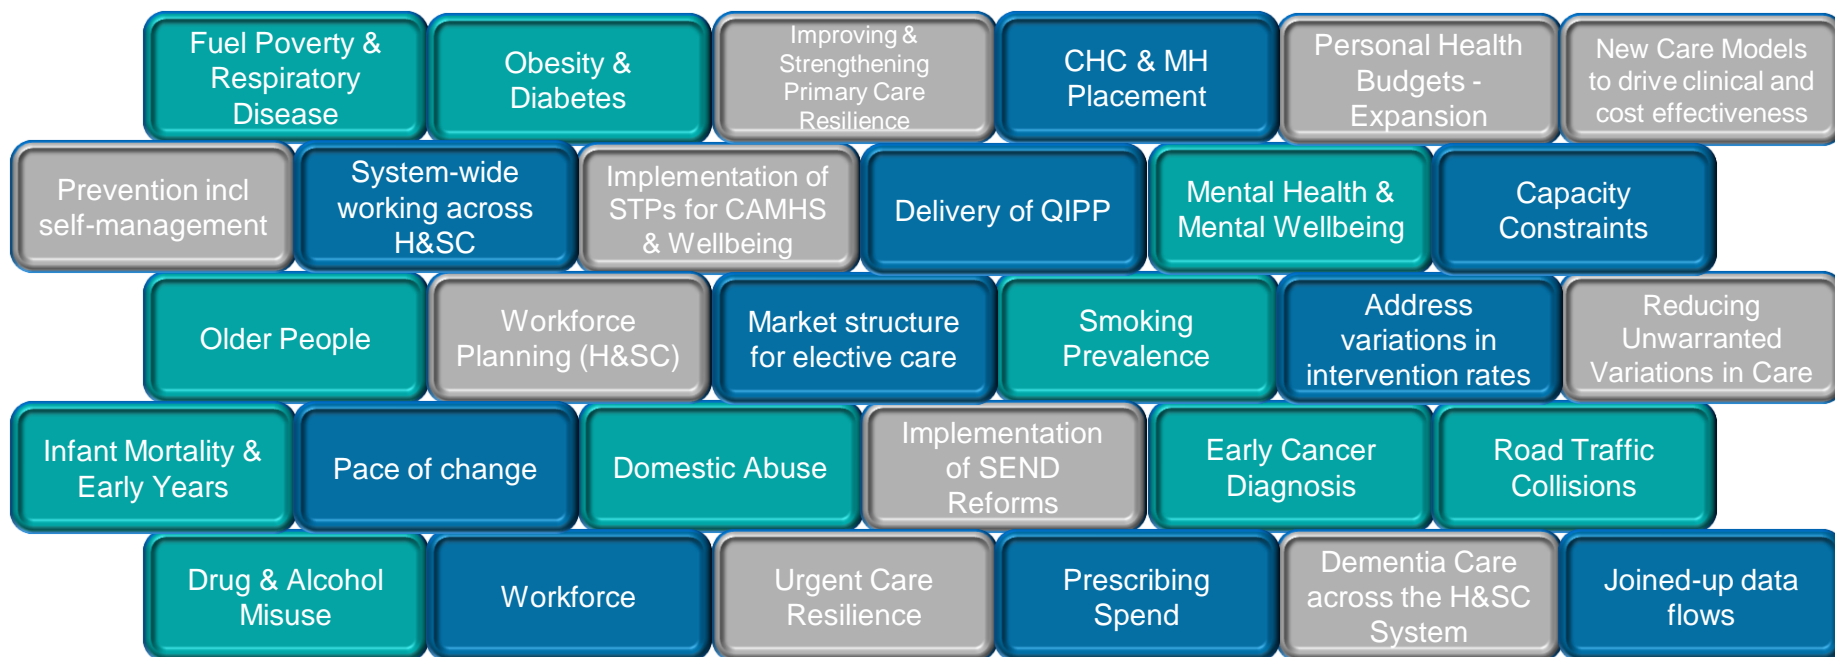 Fuel Poverty &
Respiratory
Disease
Obesity &
Diabetes
Improving &
Strengthening
Primary Care
Resilience
CHC & MH
Placement
Personal Health
Budgets -
Expansion
New Care Models
to drive clinical and
cost effectiveness
Prevention incl
self-management
System-wide
working across
H&SC
Implementation of
STPs for CAMHS
& Wellbeing
Delivery of QIPP
Mental Health &
Mental Wellbeing
Capacity
Constraints
Older People
Workforce
Planning (H&SC)
Market structure
for elective care
Smoking
Prevalence
Address
variations in
intervention rates
Reducing
Unwarranted
Variations in Care
Infant Mortality &
Early Years
Pace of change
Domestic Abuse
Implementation
of SEND
Reforms
Early Cancer
Diagnosis
Road Traffic
Collisions
Drug & Alcohol
Misuse
Workforce
Urgent Care
Resilience
Prescribing
Spend
Dementia Care
across the H&SC
System
Joined-up data
flows